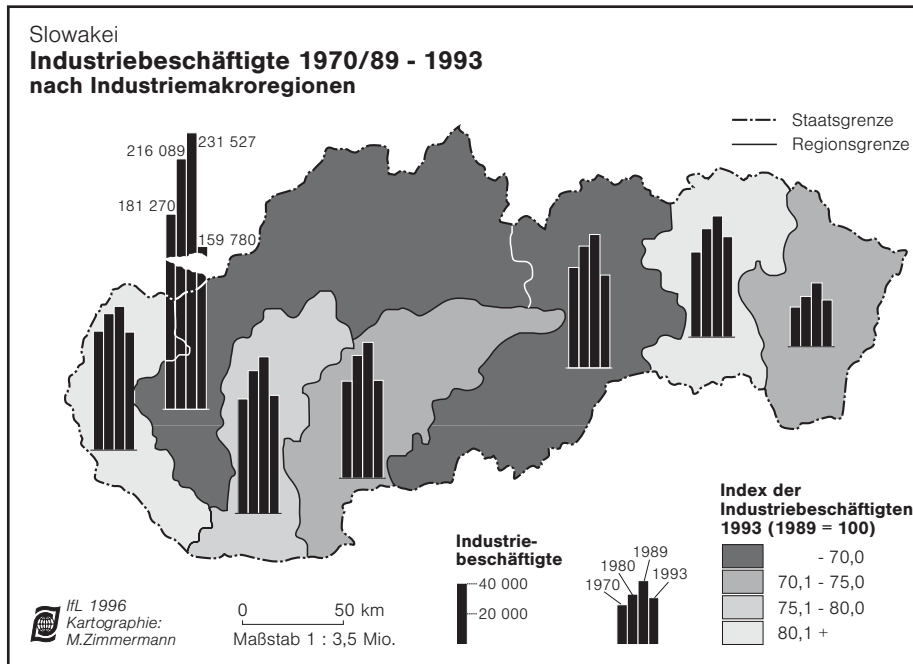 Slowakei
Industriebeschäftigte 1970/89 - 1993
nach Industriemakroregionen
Staatsgrenze
Regionsgrenze
231 527
216 089
181 270
159 780
Index der
Industriebeschäftigten
1993 (1989 = 100)
- 70,0
70,1 - 75,0
75,1 - 80,0
80,1 +
Industrie-
beschäftigte
40 000
20 000
1989
1980
1970
1993
IfL 1996
Kartographie:
M.Zimmermann
0 50 km
Maßstab 1 : 3,5 Mio.